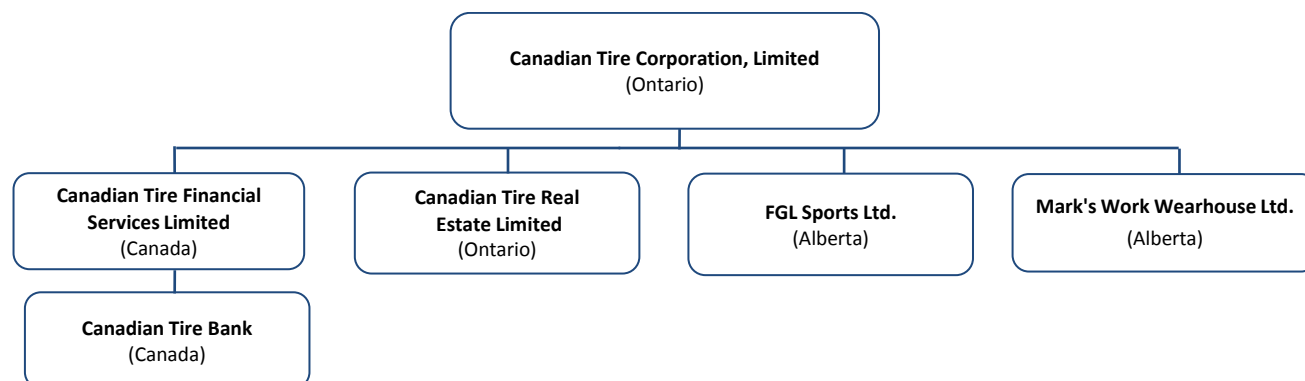 Canadian Tire Corporation, Limited
(Ontario)
Canadian Tire Financial
Services Limited
(Canada)
Canadian Tire Real
Estate Limited
(Ontario)
FGL Sports Ltd.
(Alberta)
Mark's Work Wearhouse Ltd.
(Alberta)
Canadian Tire Bank
(Canada)